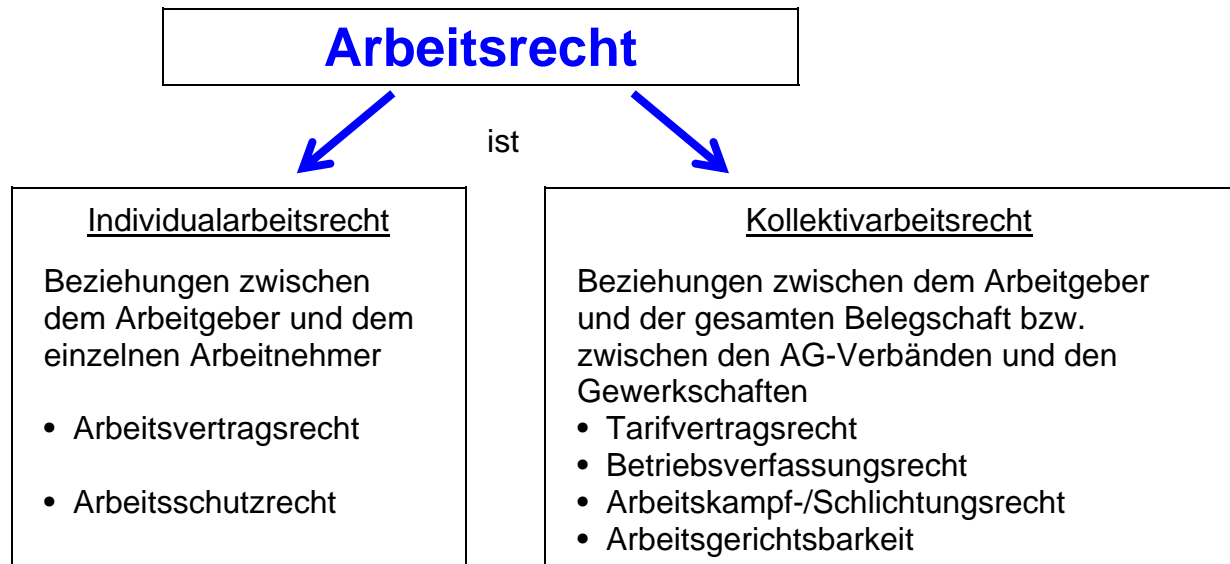 Arbeitsrecht
ist
Individualarbeitsrecht
Beziehungen zwischen
dem Arbeitgeber und dem
einzelnen Arbeitnehmer
• Arbeitsvertragsrecht
• Arbeitsschutzrecht
Kollektivarbeitsrecht
Beziehungen zwischen dem Arbeitgeber
und der gesamten Belegschaft bzw.
zwischen den AG-Verbänden und den
Gewerkschaften
• Tarifvertragsrecht
• Betriebsverfassungsrecht
• Arbeitskampf-/Schlichtungsrecht
• Arbeitsgerichtsbarkeit